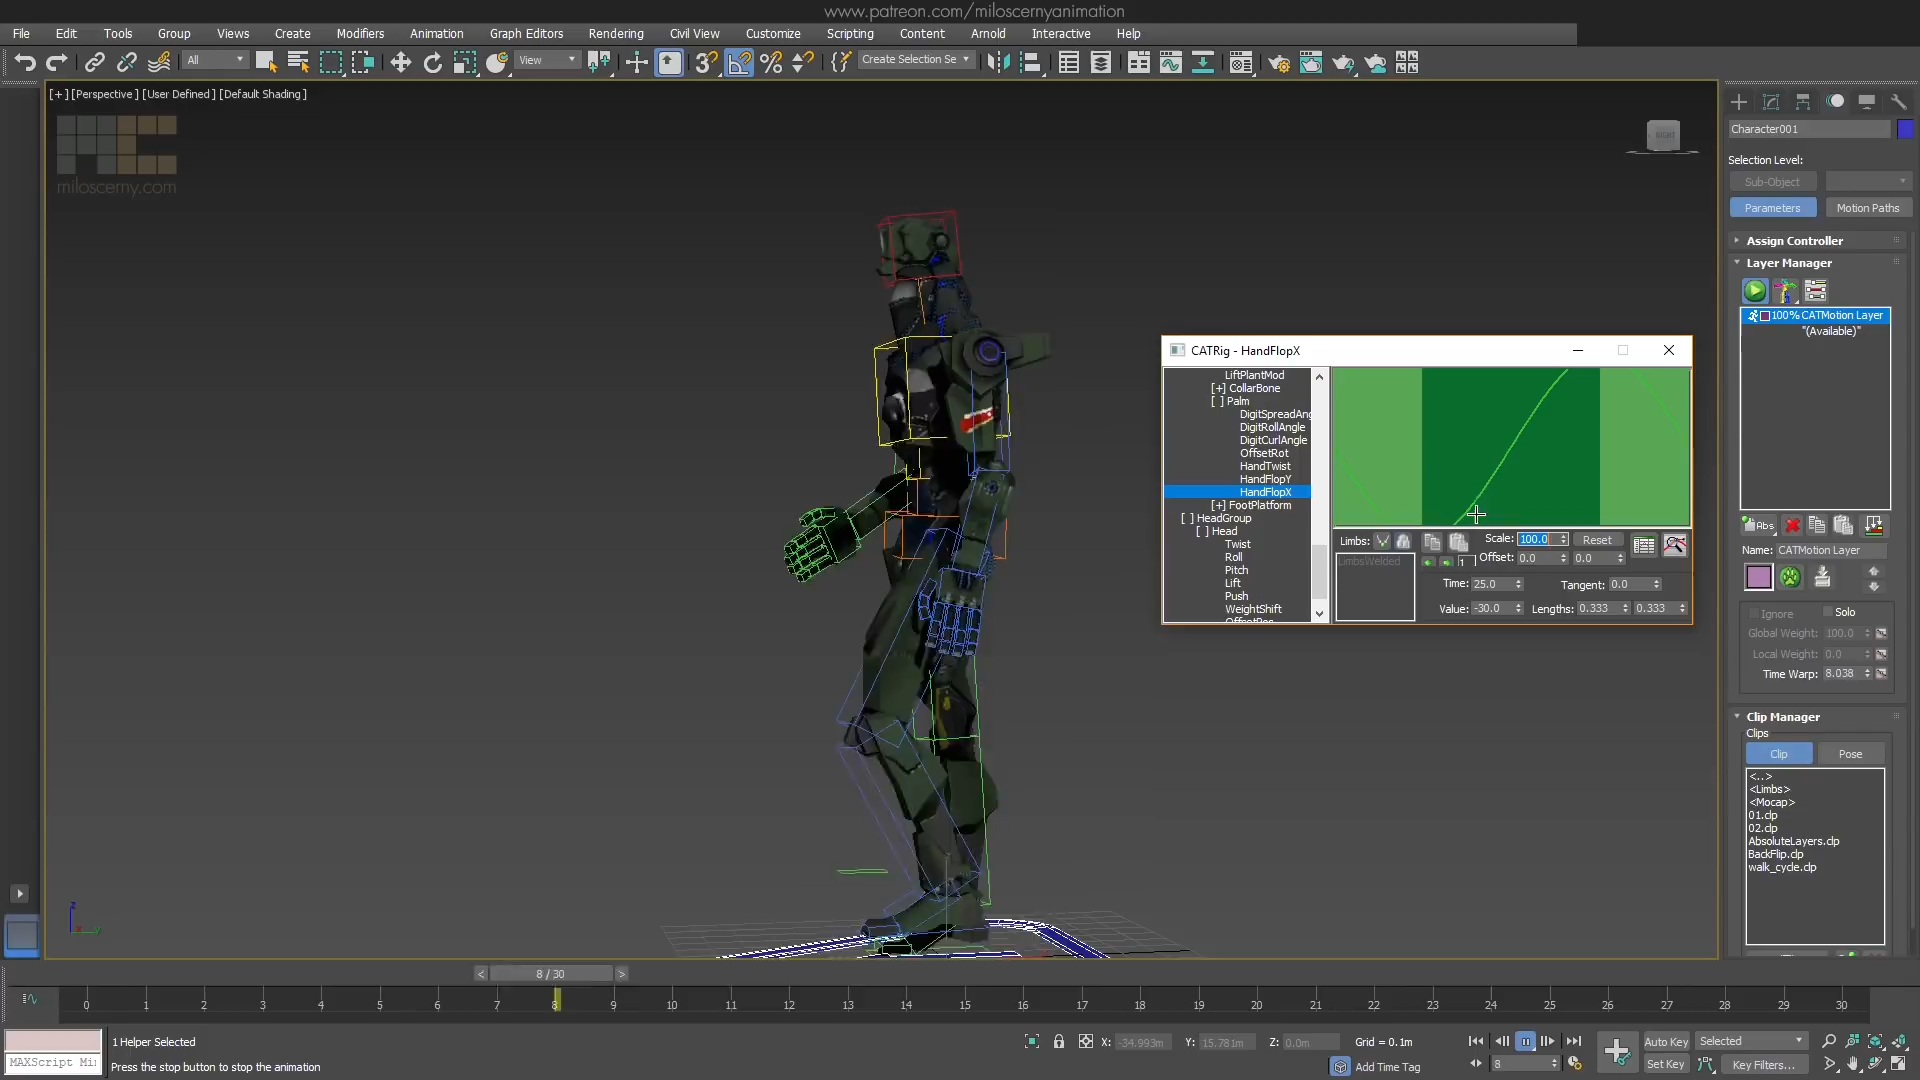 www.patreon.com/miloscernyanimation
File Edit Tools Group Views Create Modifiers Animation Graph Editors Rendering Civil View Customize Scripting Content Arnold Interactive Help
All View Create Selection Se
[+] [Perspective] [User Defined] [Default Shading]
miloscerny.com
RIGHT
Character001
Selection Level:
Sub-Object
Parameters Motion Paths
Assign Controller
Layer Manager
100% CATMotion Layer
"(Available)"
Abs
Name: CATMotion Layer
Ignore Solo
Global Weight: 100.0
Local Weight: 0.0
Time Warp: 8.038
Clip Manager
Clips
Clip Pose
<..>
<Limbs>
<Mocap>
01.clp
02.clp
AbsoluteLayers.clp
BackFlip.clp
walk_cycle.clp
CATRig - HandFlopX
LiftPlantMod
[+] CollarBone
[ ] Palm
DigitSpreadAng
DigitRollAngle
DigitCurlAngle
OffsetRot
HandTwist
HandFlopY
HandFlopX
[+] FootPlatform
[ ] HeadGroup
[ ] Head
Twist
Roll
Pitch
Lift
Push
WeightShift
Limbs: Scale: 100.0 Reset
LimbsWelded
Offset: 0.0 0.0
Time: 25.0 Tangent: 0.0
Value: -30.0 Lengths: 0.333 0.333
< 8 / 30 >
0 1 2 3 4 5 6 7 8 9 10 11 12 13 14 15 16 17 18 19 20 21 22 23 24 25 26 27 28 29 30
1 Helper Selected
X: -34.993m Y: 15.781m Z: 0.0m Grid = 0.1m
Auto Key Selected
MAXScript Mi
Press the stop button to stop the animation
Add Time Tag
8
Set Key Key Filters...